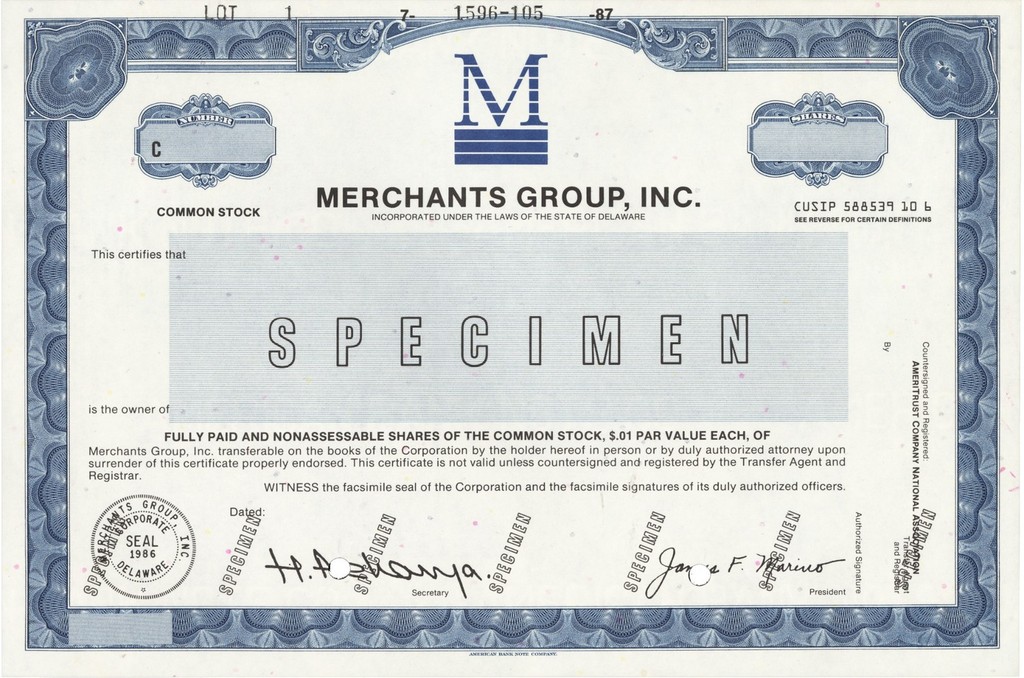 LOT 1 7- 1596-105 -87
M
NUMBER
C
SHARES
MERCHANTS GROUP, INC.
INCORPORATED UNDER THE LAWS OF THE STATE OF DELAWARE
COMMON STOCK
CUSIP 588539 10 6
SEE REVERSE FOR CERTAIN DEFINITIONS
This certifies that
SPECIMEN
is the owner of
FULLY PAID AND NONASSESSABLE SHARES OF THE COMMON STOCK, $.01 PAR VALUE EACH, OF
Merchants Group, Inc. transferable on the books of the Corporation by the holder hereof in person or by duly authorized attorney upon
surrender of this certificate properly endorsed. This certificate is not valid unless countersigned and registered by the Transfer Agent and
Registrar.
WITNESS the facsimile seal of the Corporation and the facsimile signatures of its duly authorized officers.
Dated:
MERCHANTS GROUP, INC
CORPORATE
SEAL
1986
DELAWARE
SPECIMEN
SPECIMEN
SPECIMEN
SPECIMEN
SPECIMEN
SPECIMEN
SPECIMEN
Secretary
James F. Marino
President
Countersigned and Registered:
AMERITRUST COMPANY NATIONAL ASSOCIATION
Transfer Agent
and Registrar
By
Authorized Signature
AMERICAN BANK NOTE COMPANY.